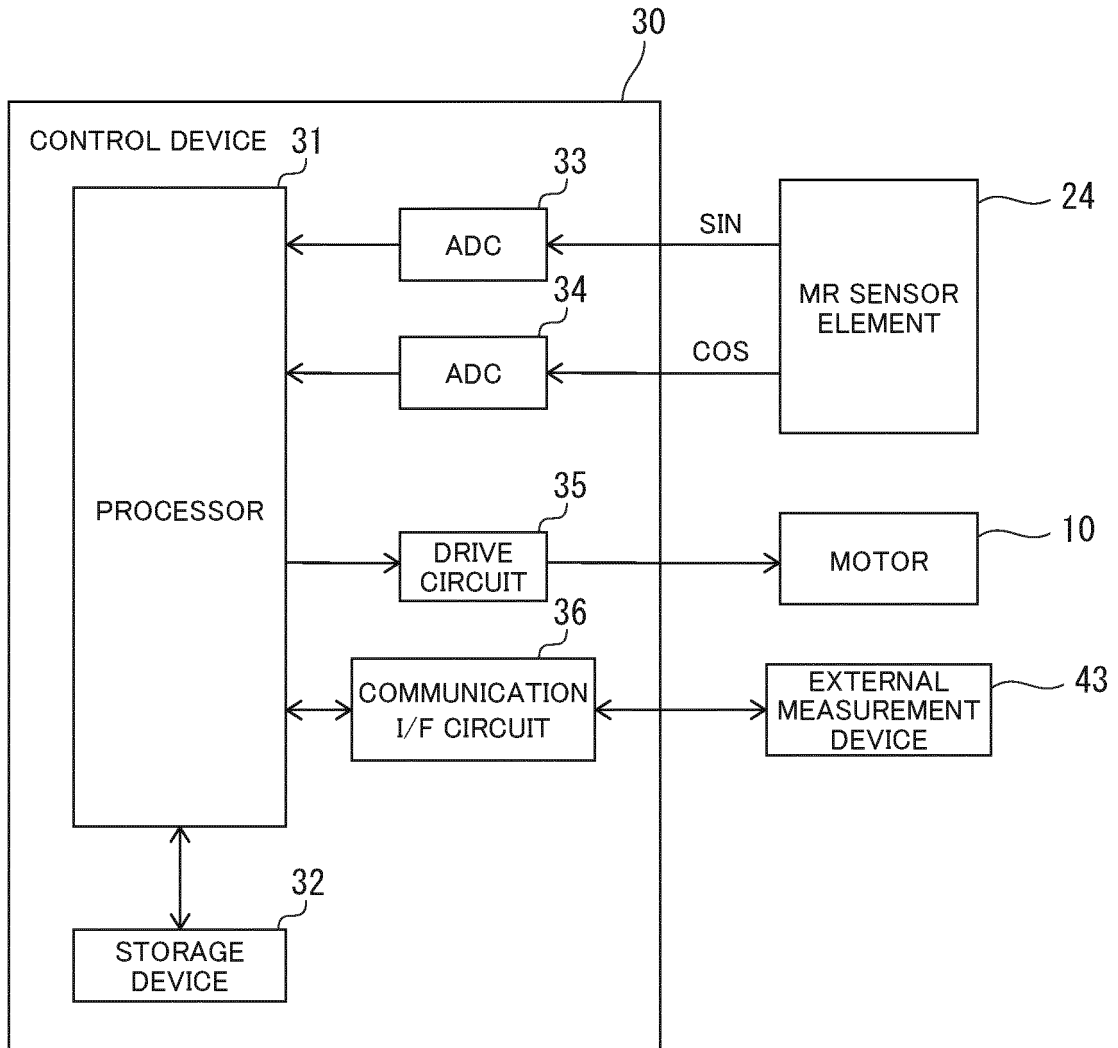 30
CONTROL DEVICE
31
33
24
ADC
SIN
MR SENSOR
ELEMENT
34
ADC
COS
PROCESSOR
35
DRIVE
CIRCUIT
10
MOTOR
36
COMMUNICATION
I/F CIRCUIT
43
EXTERNAL
MEASUREMENT
DEVICE
32
STORAGE
DEVICE